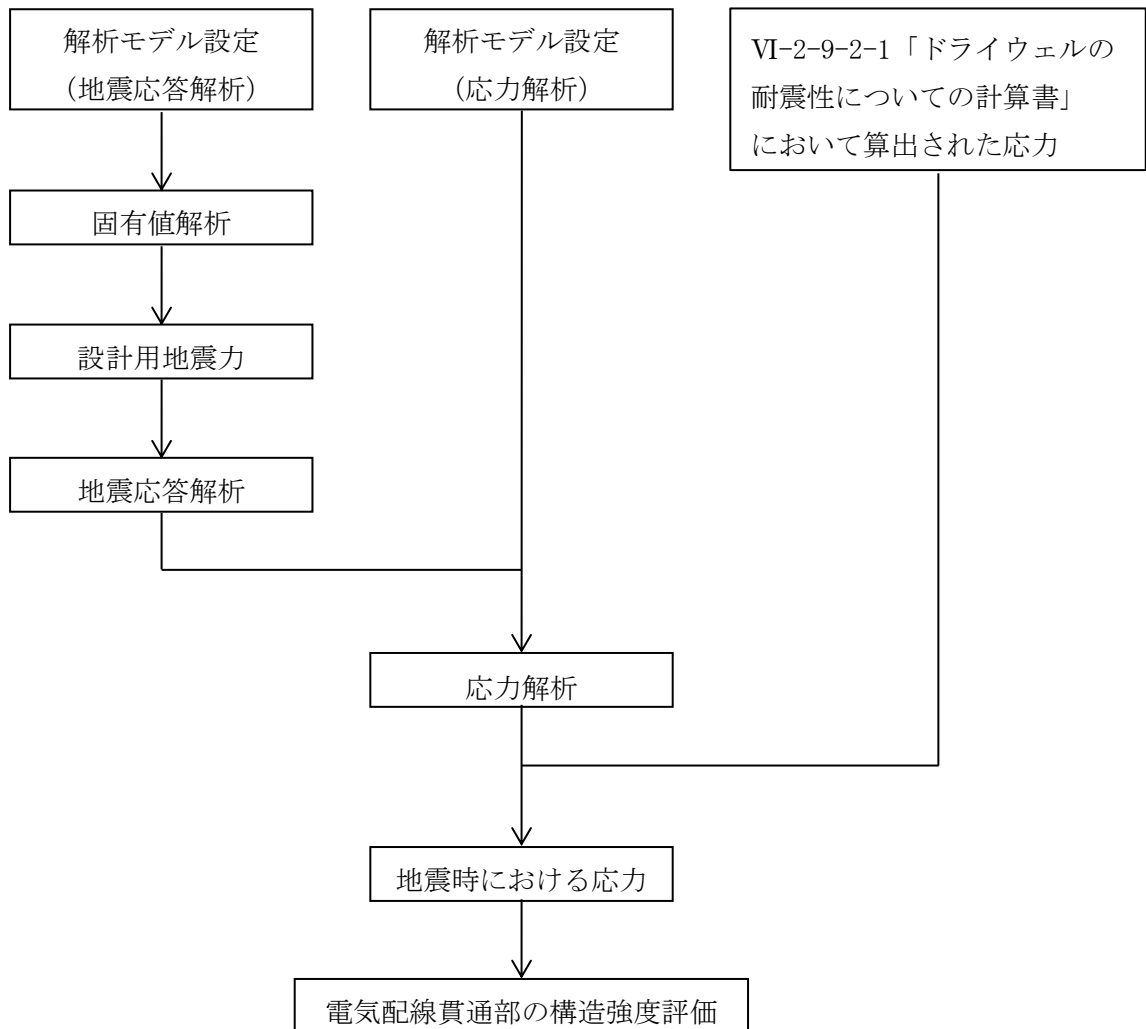 解析モデル設定
（地震応答解析）
解析モデル設定
（応力解析）
Ⅵ-2-9-2-1「ドライウェルの
耐震性についての計算書」
において算出された応力
固有値解析
設計用地震力
地震応答解析
応力解析
地震時における応力
電気配線貫通部の構造強度評価